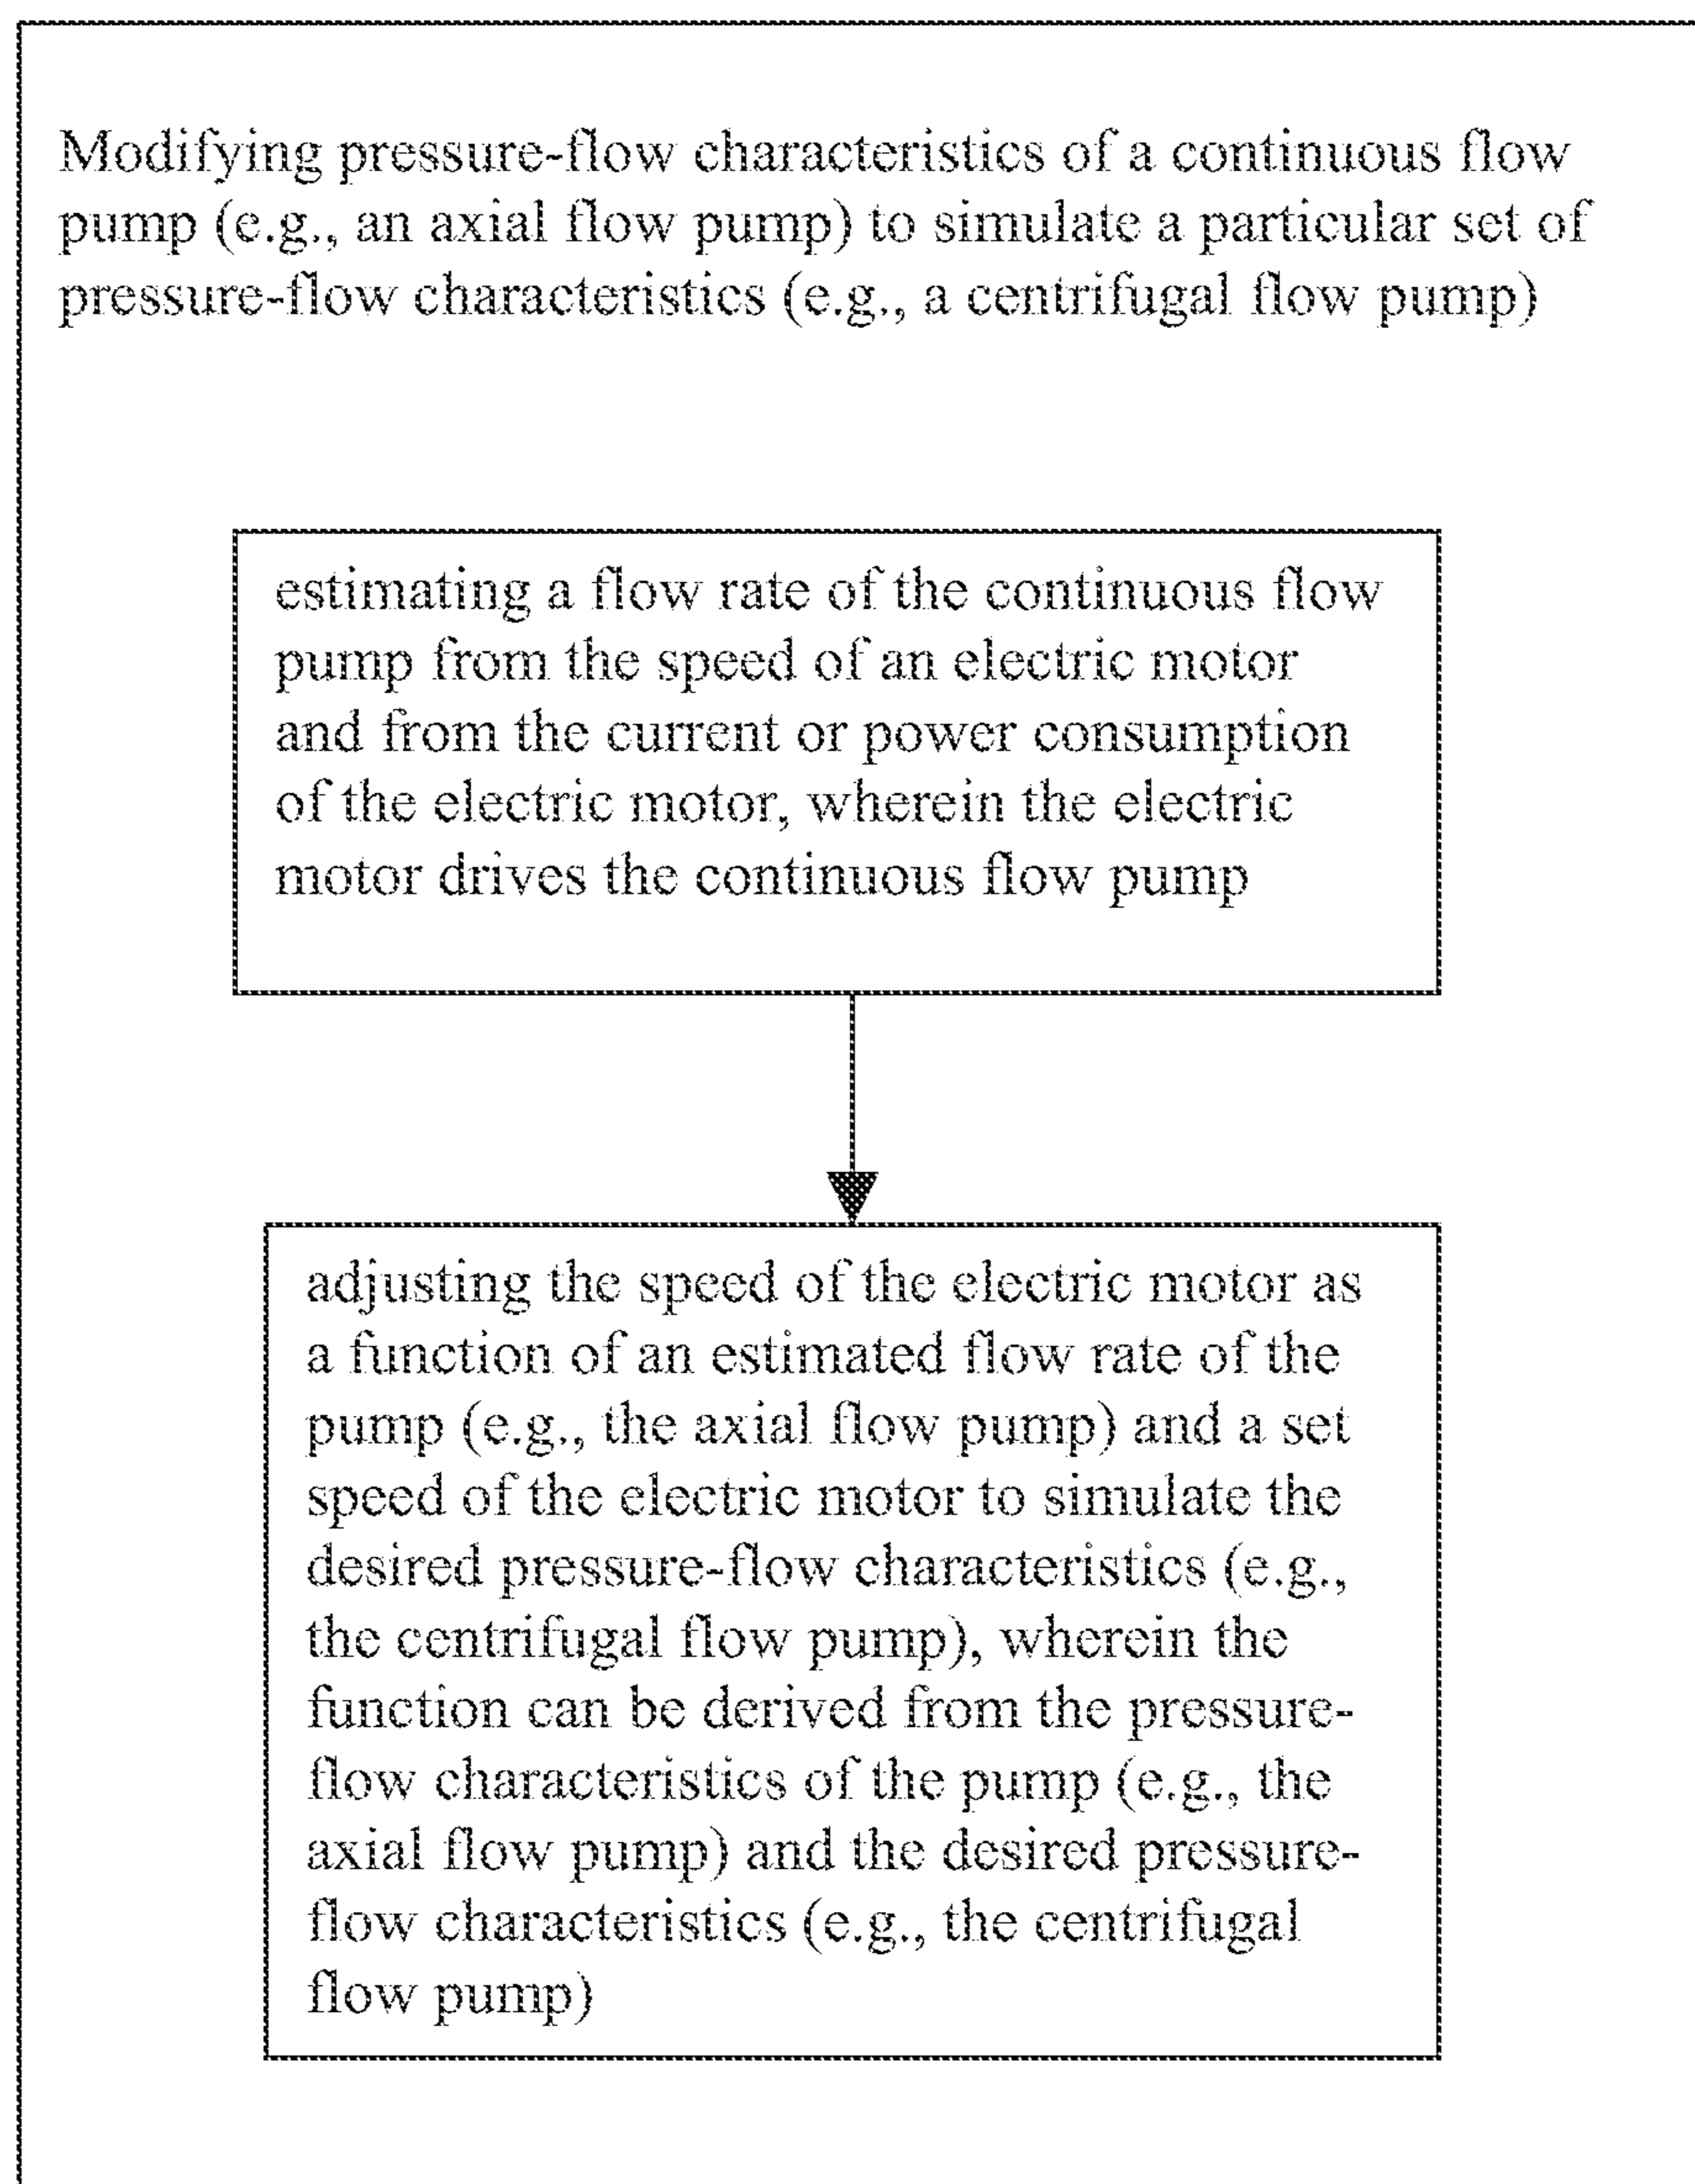 Modifying pressure-flow characteristics of a continuous flow
pump (e.g., an axial flow pump) to simulate a particular set of
pressure-flow characteristics (e.g., a centrifugal flow pump)
estimating a flow rate of the continuous flow
pump from the speed of an electric motor
and from the current or power consumption
of the electric motor, wherein the electric
motor drives the continuous flow pump
adjusting the speed of the electric motor as
a function of an estimated flow rate of the
pump (e.g., the axial flow pump) and a set
speed of the electric motor to simulate the
desired pressure-flow characteristics (e.g.,
the centrifugal flow pump), wherein the
function can be derived from the pressure-
flow characteristics of the pump (e.g., the
axial flow pump) and the desired pressure-
flow characteristics (e.g., the centrifugal
flow pump)